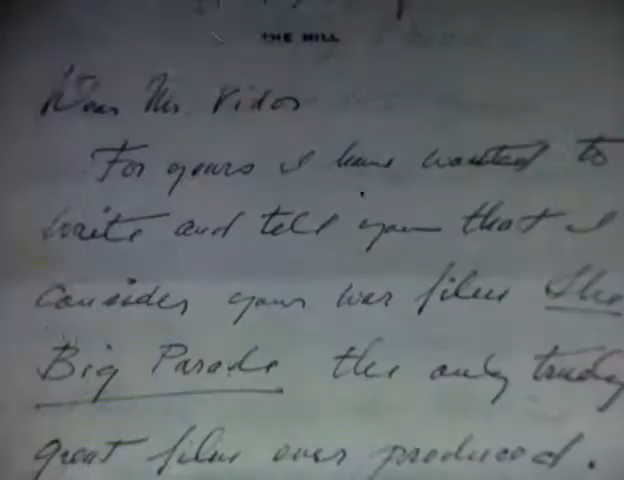 THE HILL
Dear Mr Vidor
For years I have wanted to
write and tell you that I
consider your war film The
Big Parade the only truly
great film ever produced.